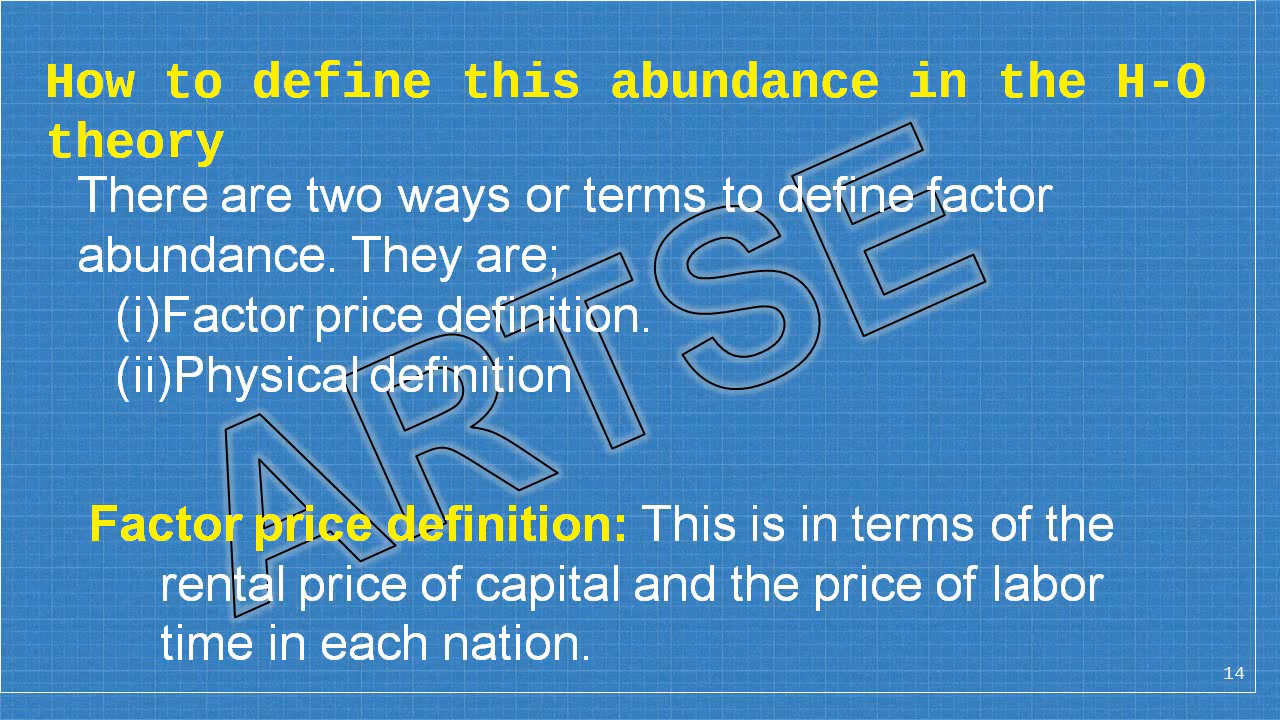 How to define this abundance in the H-O
theory
There are two ways or terms to define factor
abundance. They are;
(i)Factor price definition.
(ii)Physical definition
ARTSE
Factor price definition: This is in terms of the
rental price of capital and the price of labor
time in each nation.
14